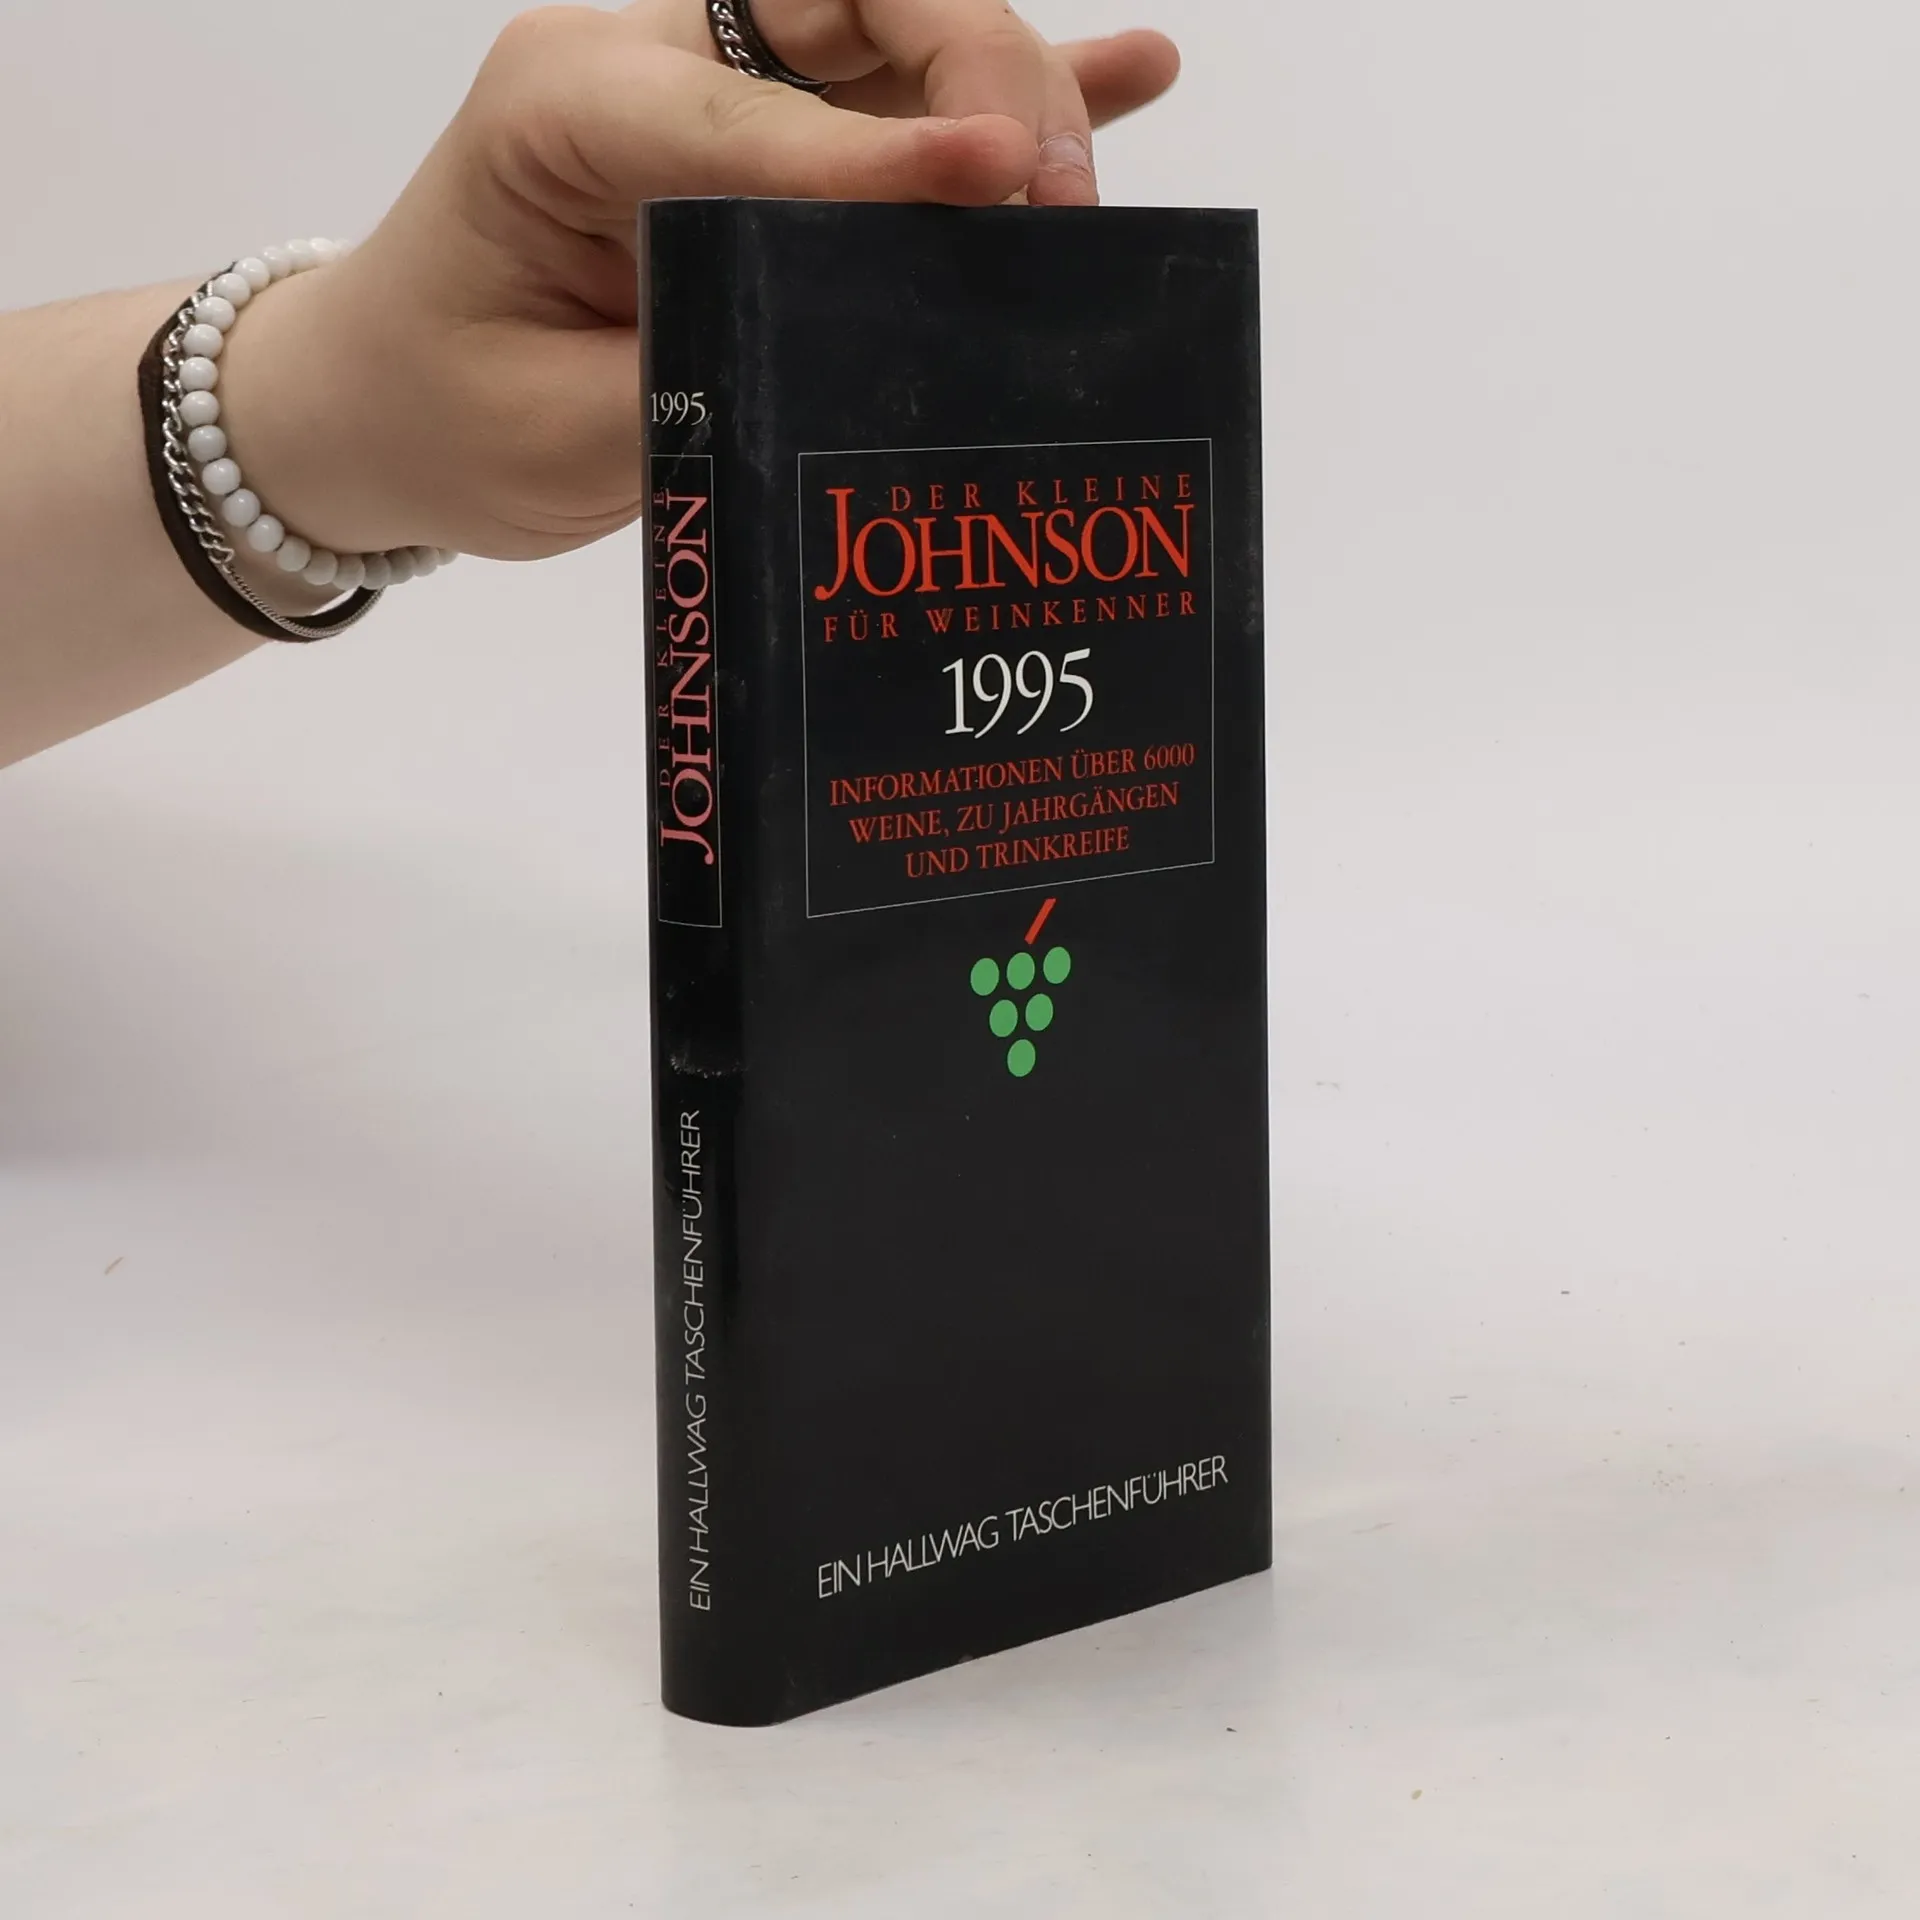 1995
DER KLEINE
JOHNSON
EIN HALLWAG TASCHENFÜHRER
DER KLEINE
JOHNSON
FÜR WEINKENNER
1995
INFORMATIONEN ÜBER 6000
WEINE, ZU JAHRGÄNGEN
UND TRINKREIFE
EIN HALLWAG TASCHENFÜHRER